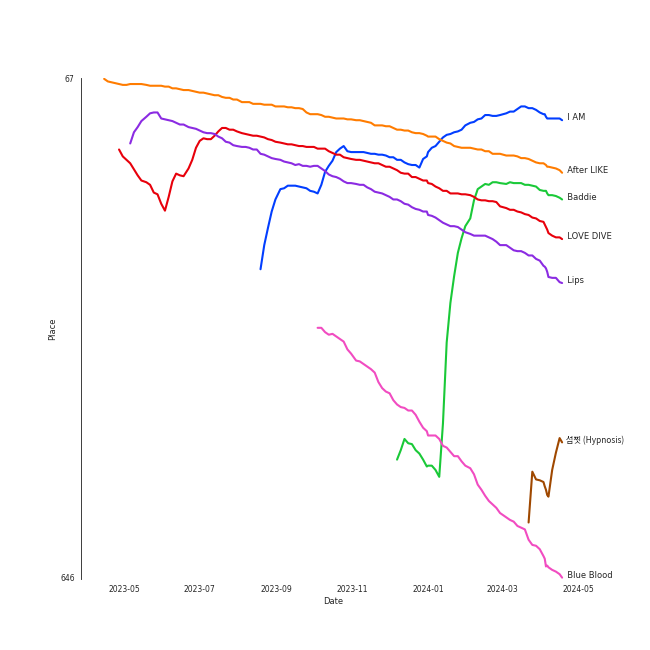 67
I AM
After LIKE
Baddie
LOVE DIVE
Lips
Place
섬찟 (Hypnosis)
Blue Blood
646
2023-05 2023-07 2023-09 2023-11 2024-01 2024-03 2024-05
Date